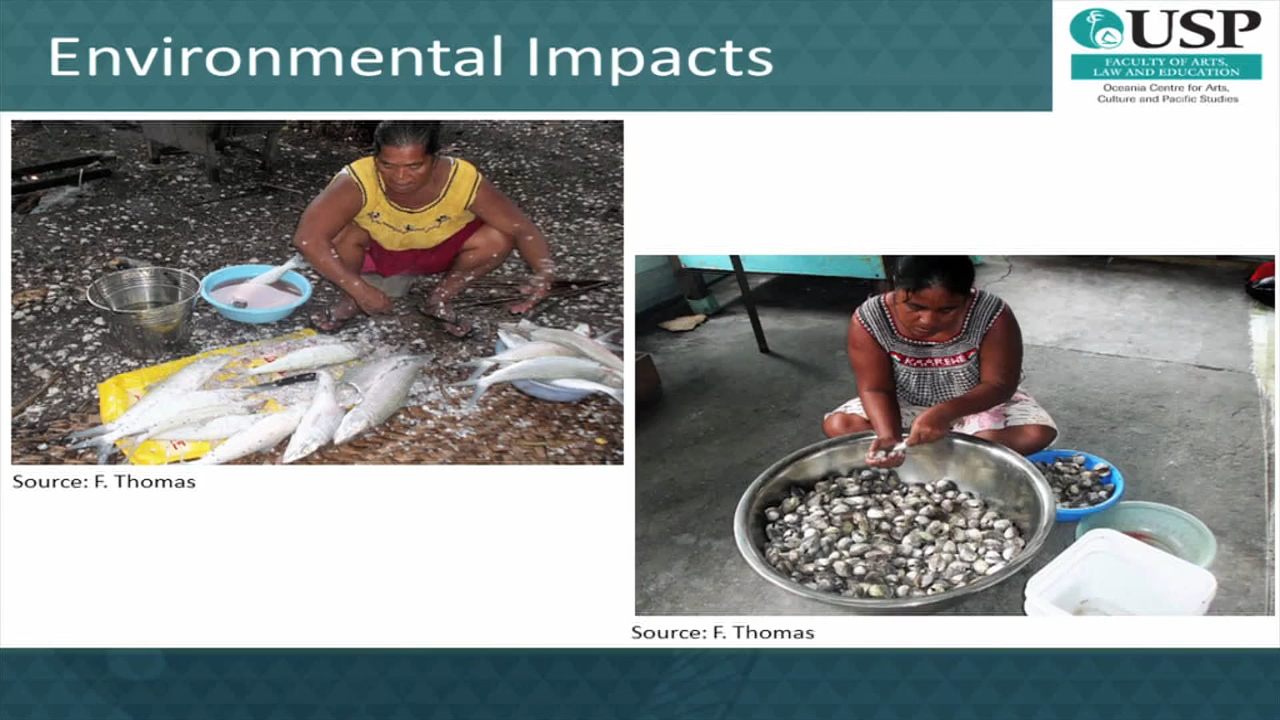 Environmental Impacts
USP
FACULTY OF ARTS,
LAW AND EDUCATION
Oceania Centre for Arts,
Culture and Pacific Studies
KAARENE
Source: F. Thomas
Source: F. Thomas